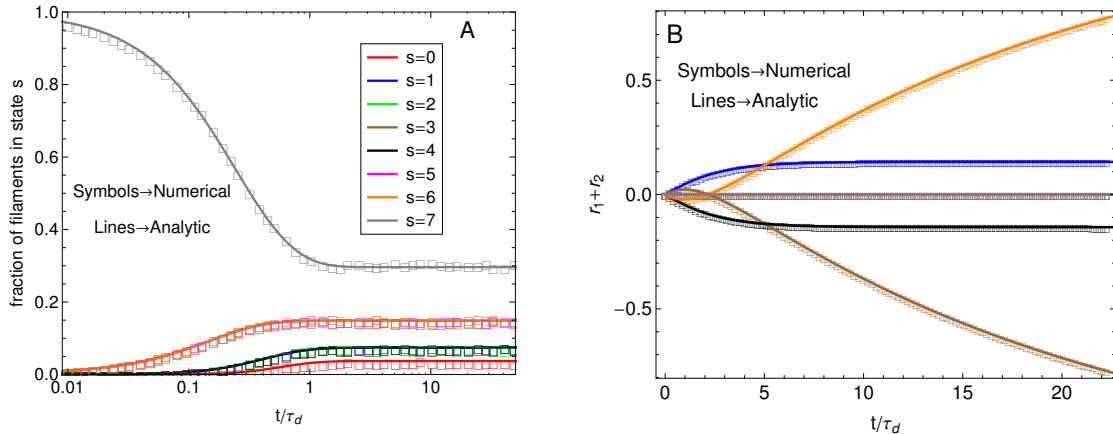 A
fraction of filaments in state s
1.0
0.8
0.6
0.4
0.2
0.0
0.01
0.1
1
10
t/τd
Symbols→Numerical
Lines→Analytic
s=0
s=1
s=2
s=3
s=4
s=5
s=6
s=7
B
r1+r2
0.5
0.0
−0.5
0
5
10
15
20
t/τd
Symbols→Numerical
Lines→Analytic